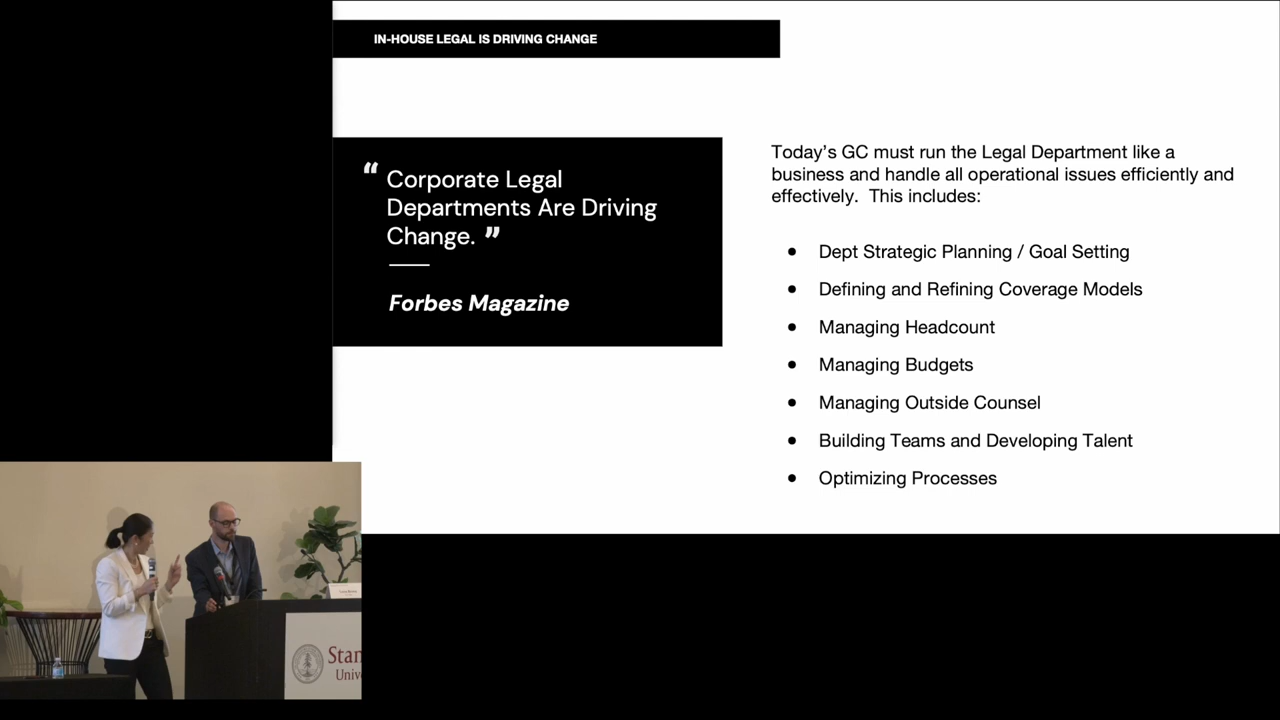 IN-HOUSE LEGAL IS DRIVING CHANGE
“ Corporate Legal
Departments Are Driving
Change. ”
Forbes Magazine
Today’s GC must run the Legal Department like a
business and handle all operational issues efficiently and
effectively.  This includes:
● Dept Strategic Planning / Goal Setting
● Defining and Refining Coverage Models
● Managing Headcount
● Managing Budgets
● Managing Outside Counsel
● Building Teams and Developing Talent
● Optimizing Processes
Stan
Unive